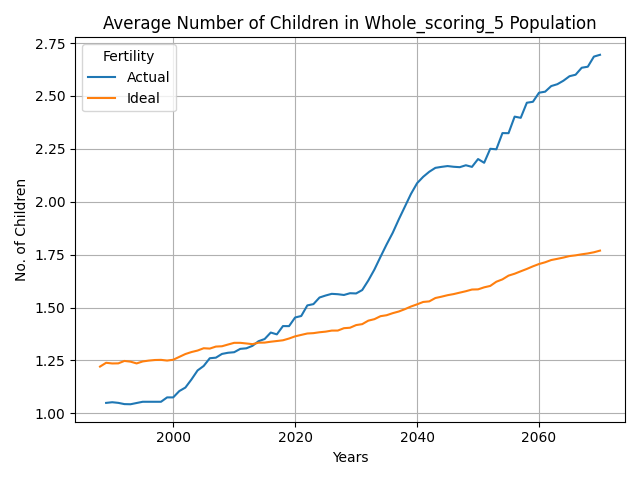 Average Number of Children in Whole_scoring_5 Population
Fertility
Actual
Ideal
No. of Children
2.75
2.50
2.25
2.00
1.75
1.50
1.25
1.00
2000 2020 2040 2060
Years